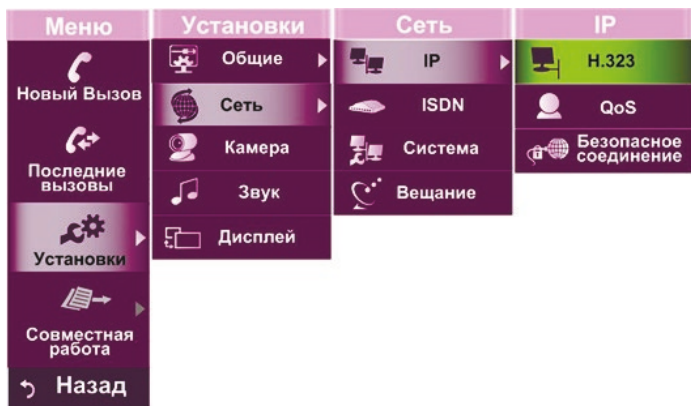 Меню
Новый Вызов
Последние
вызовы
Установки
Совместная
работа
Назад
Установки
Общие
Сеть
Камера
Звук
Дисплей
Сеть
IP
ISDN
Система
Вещание
IP
H.323
QoS
Безопасное
соединение